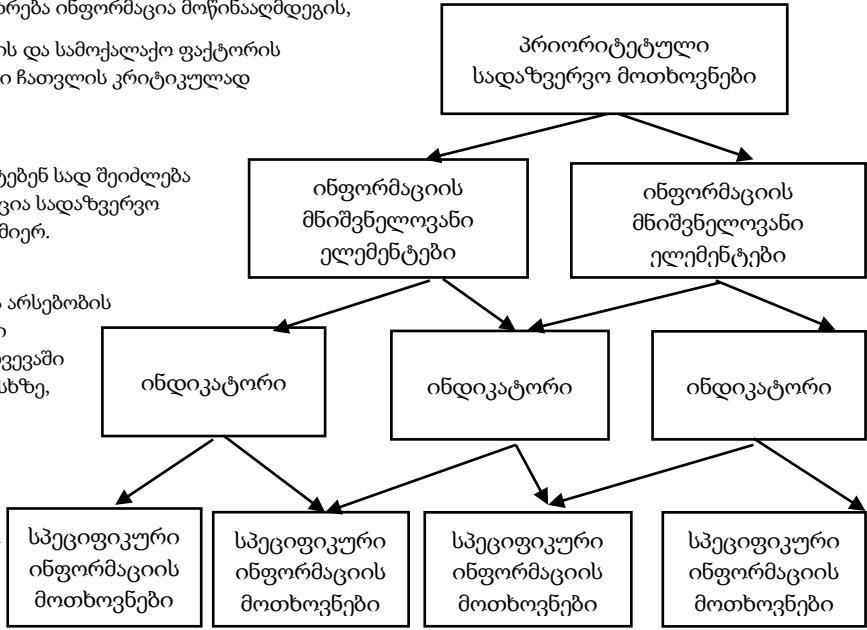 რება ინფორმაცია მოწინააღმდეგის,
ის და სამოქალაქო ფაქტორის
ი ჩათვლის კრიტიკულად
ტებენ სად შეიძლება
ცია სადაზვერვო
მიერ.
არსებობის
ი
ვევაში
სხზე,
პრიორიტეტული
სადაზვერვო მოთხოვნები
ინფორმაციის
მნიშვნელოვანი
ელემენტები
ინფორმაციის
მნიშვნელოვანი
ელემენტები
ინდიკატორი
ინდიკატორი
ინდიკატორი
სპეციფიკური
ინფორმაციის
მოთხოვნები
სპეციფიკური
ინფორმაციის
მოთხოვნები
სპეციფიკური
ინფორმაციის
მოთხოვნები
სპეციფიკური
ინფორმაციის
მოთხოვნები